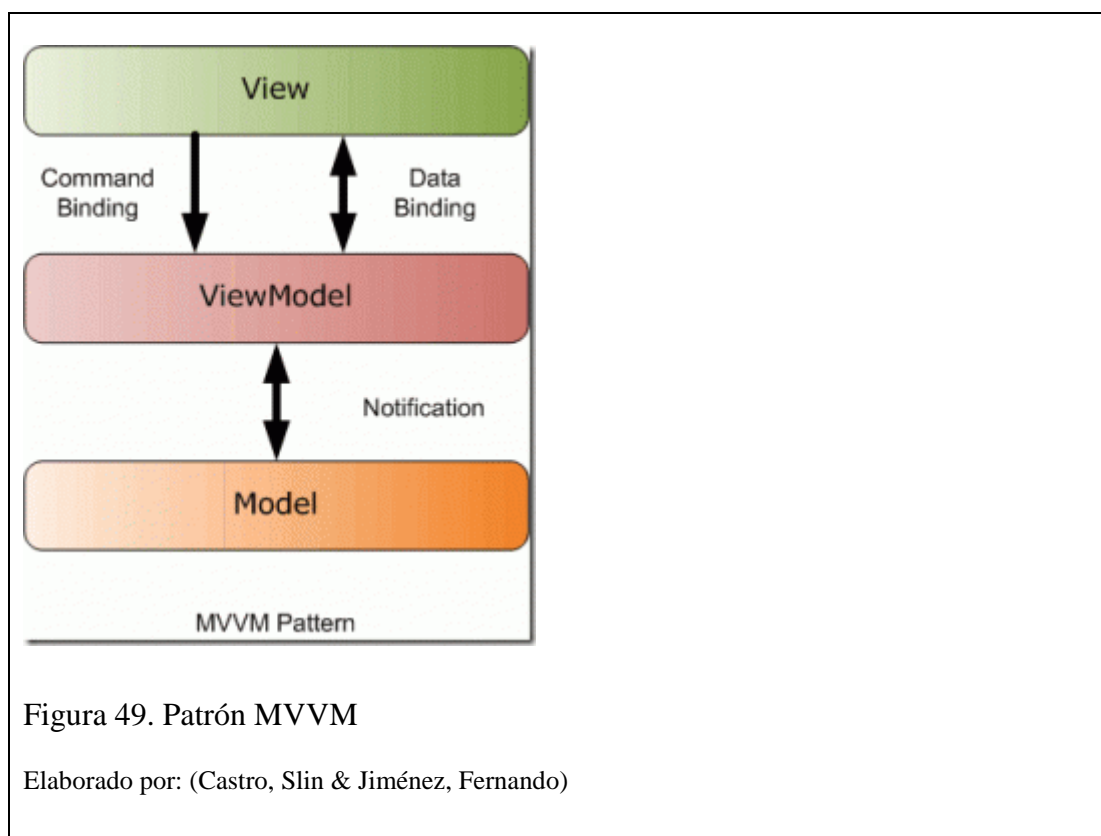 View
Command
Binding
Data
Binding
ViewModel
Notification
Model
MVVM Pattern
Figura 49. Patrón MVVM
Elaborado por: (Castro, Slin & Jiménez, Fernando)